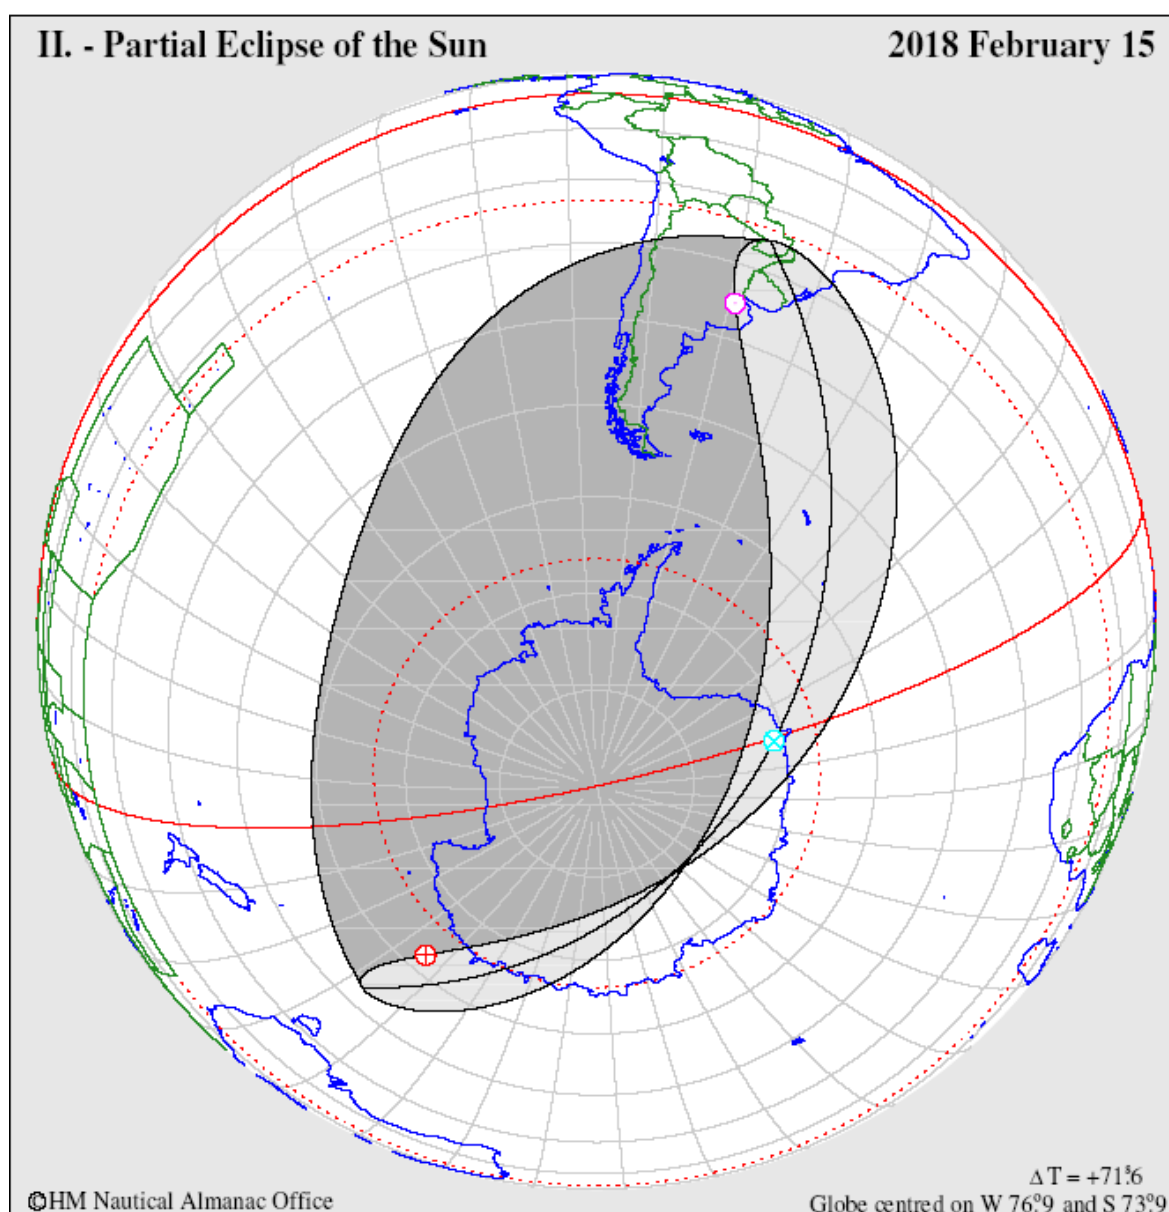 II. - Partial Eclipse of the Sun
2018 February 15
ΔT = +71ˢ.6
©HM Nautical Almanac Office
Globe centred on W 76°.9 and S 73°.9